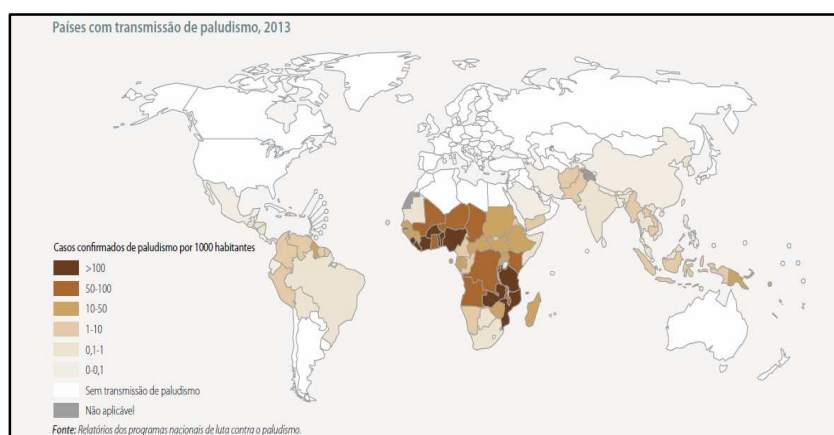 Países com transmissão de paludismo, 2013
Casos confirmados de paludismo por 1000 habitantes
>100
50-100
10-50
1-10
0,1-1
0-0,1
Sem transmissão de paludismo
Não aplicável
Fonte: Relatórios dos programas nacionais de luta contra o paludismo.